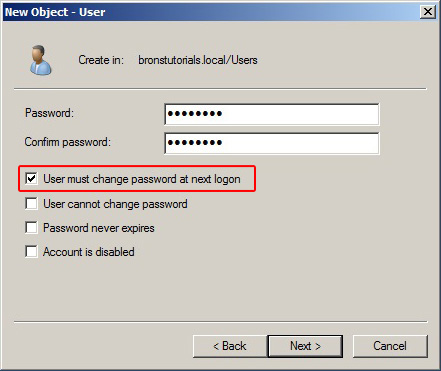 New Object - User
Create in: bronstutorials.local/Users
Password: ●●●●●●●●
Confirm password: ●●●●●●●●
User must change password at next logon
User cannot change password
Password never expires
Account is disabled
< Back Next > Cancel